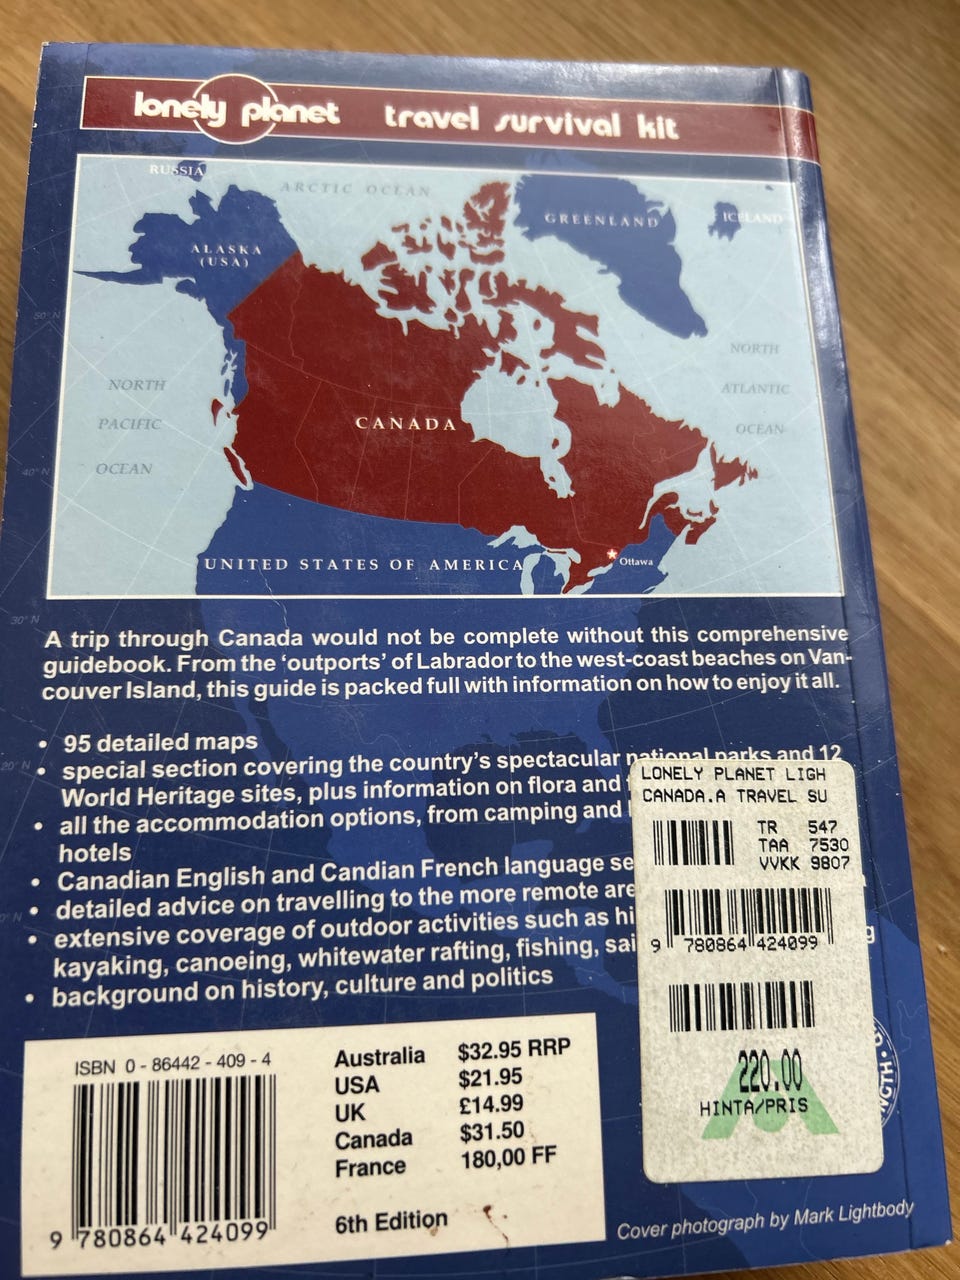 lonely planet travel survival kit
RUSSIA
ARCTIC OCEAN
GREENLAND
ICELAND
ALASKA
(USA)
50° N
NORTH
PACIFIC
OCEAN
NORTH
ATLANTIC
OCEAN
CANADA
40° N
UNITED STATES OF AMERICA
Ottawa
30° N
A trip through Canada would not be complete without this comprehensive
guidebook. From the ‘outports’ of Labrador to the west-coast beaches on Van-
couver Island, this guide is packed full with information on how to enjoy it all.
20° N
• 95 detailed maps
• special section covering the country’s spectacular national parks and 12
World Heritage sites, plus information on flora and
• all the accommodation options, from camping and
hotels
• Canadian English and Candian French language
• detailed advice on travelling to the more remote
• extensive coverage of outdoor activities such as
kayaking, canoeing, whitewater rafting, fishing,
• background on history, culture and politics
LONELY PLANET LIGH
CANADA.A TRAVEL SU
TR 547
TAA 7530
VVKK 9807
9 780864 424099
220.00
HINTA/PRIS
ISBN 0 - 86442 - 409 - 4
9 780864 424099
Australia $32.95 RRP
USA $21.95
UK £14.99
Canada $31.50
France 180,00 FF
6th Edition
Cover photograph by Mark Lightbody